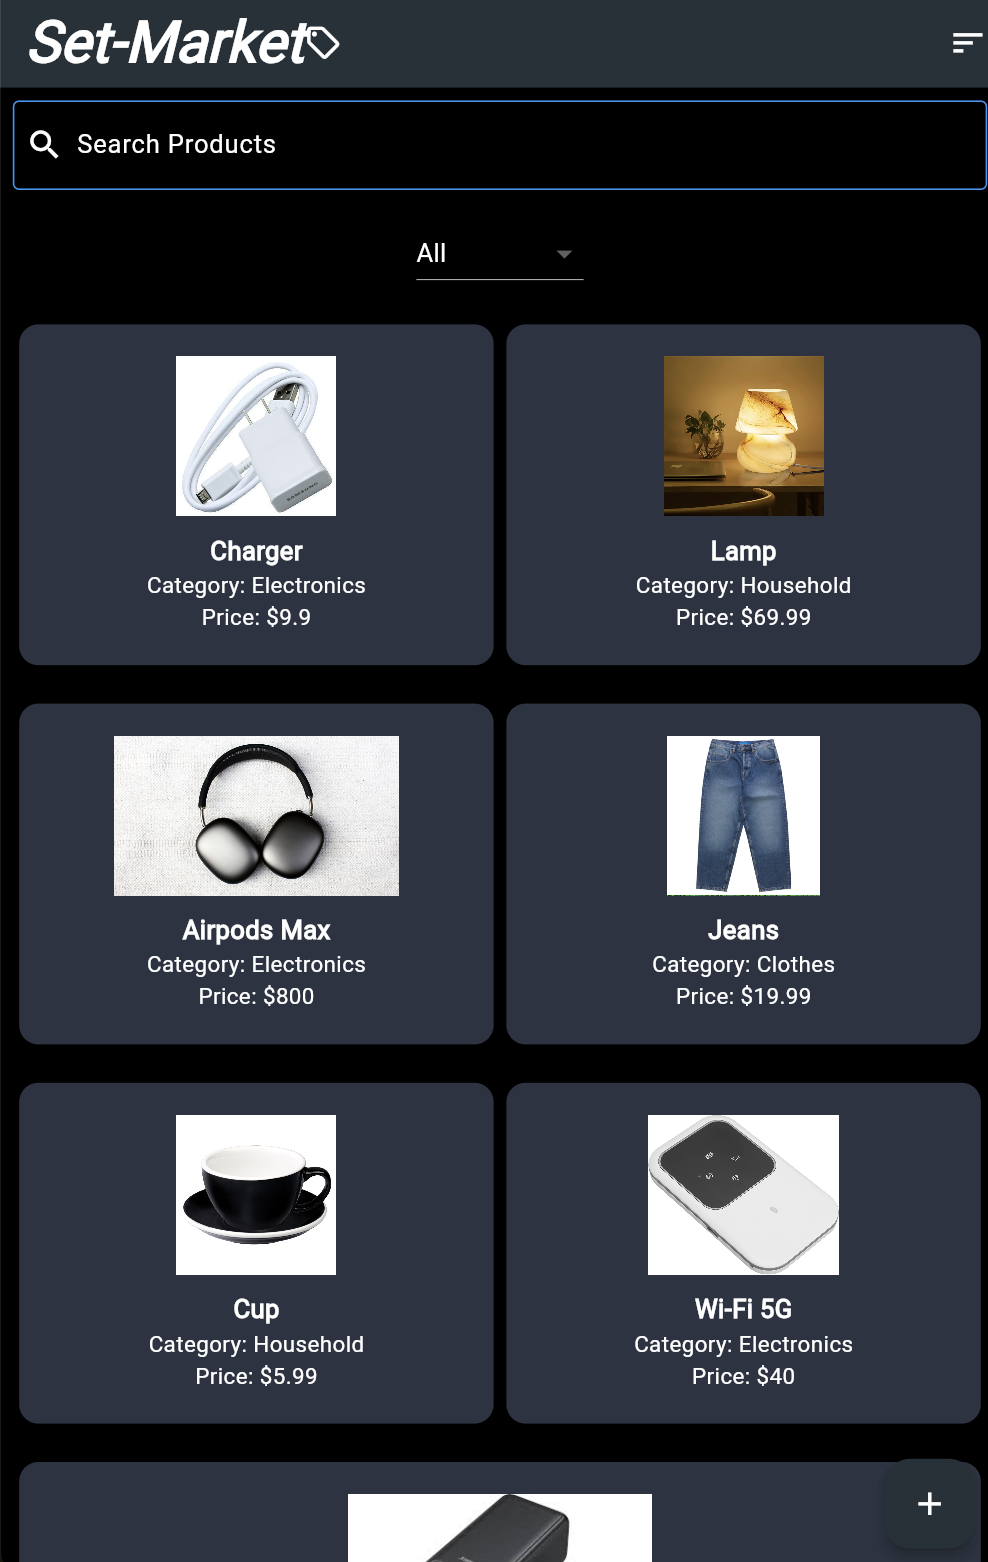 Set-Market
Search Products
All
Charger
Category: Electronics
Price: $9.9
Lamp
Category: Household
Price: $69.99
Airpods Max
Category: Electronics
Price: $800
Jeans
Category: Clothes
Price: $19.99
Cup
Category: Household
Price: $5.99
Wi-Fi 5G
Category: Electronics
Price: $40